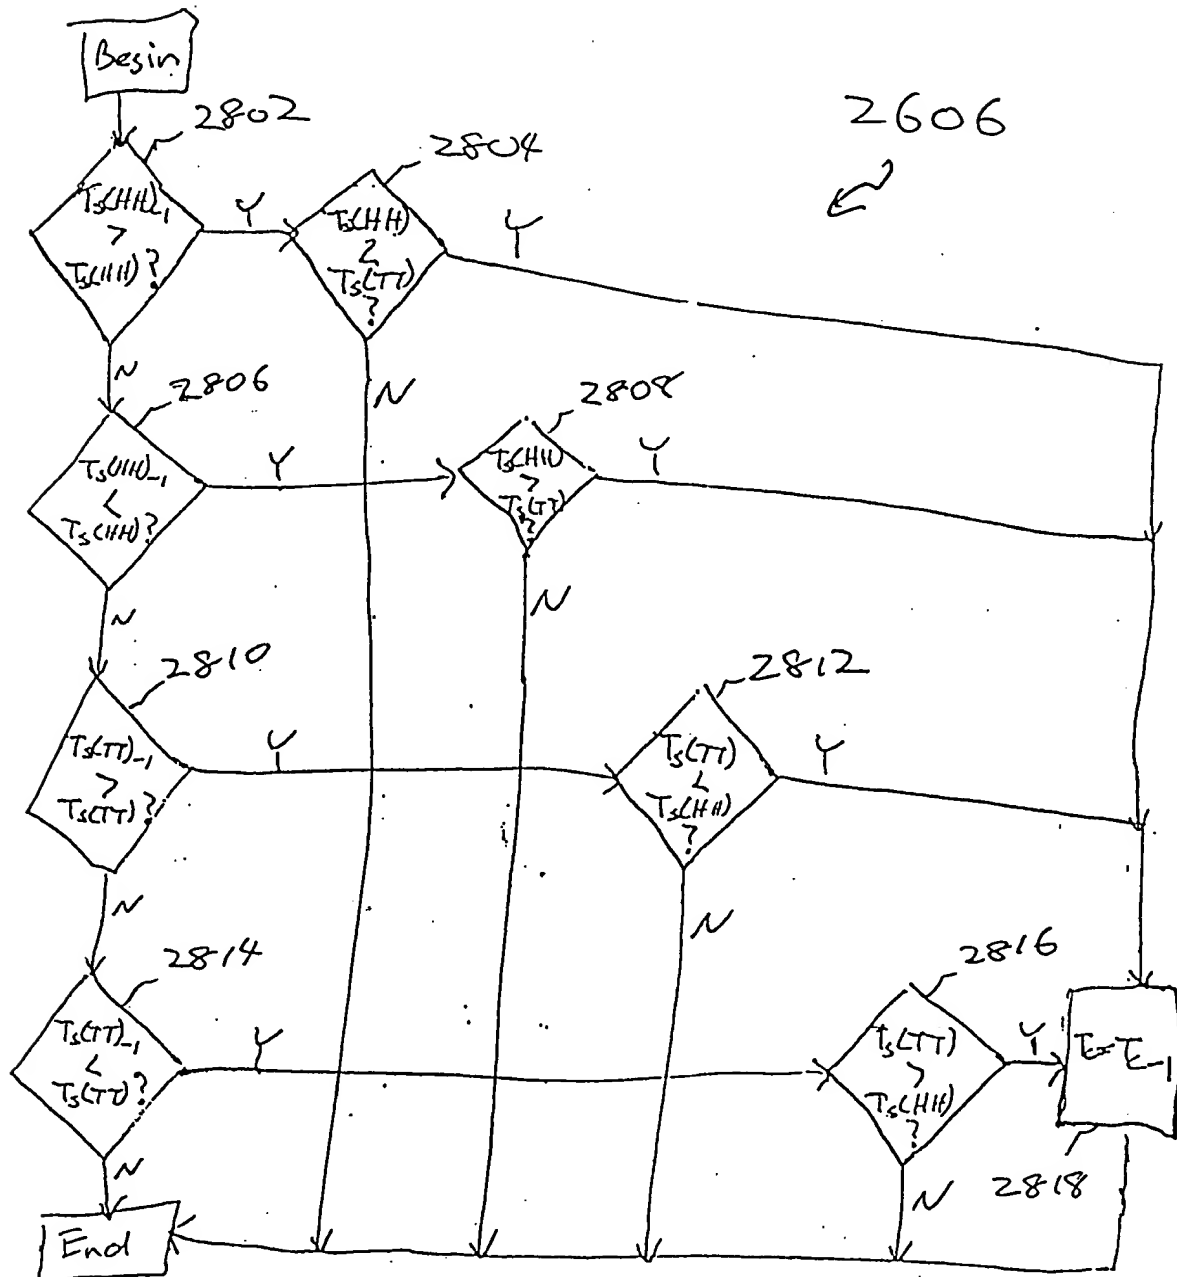 Begin
2802
2804
2606
Ts(HH)-1
>
Ts(HH)?
Y
Ts(HH)
<
Ts(TT)
?
Y
N
N
2806
2808
Ts(HH)-1
<
Ts(HH)?
Y
Ts(HH)
>
Ts(TT)
?
Y
N
N
2810
2812
Ts(TT)-1
>
Ts(TT)?
Y
Ts(TT)
<
Ts(HH)
?
Y
N
N
2814
2816
Ts(TT)-1
<
Ts(TT)?
Y
Ts(TT)
>
Ts(HH)
?
Y
TE=TE-1
N
N
2818
End